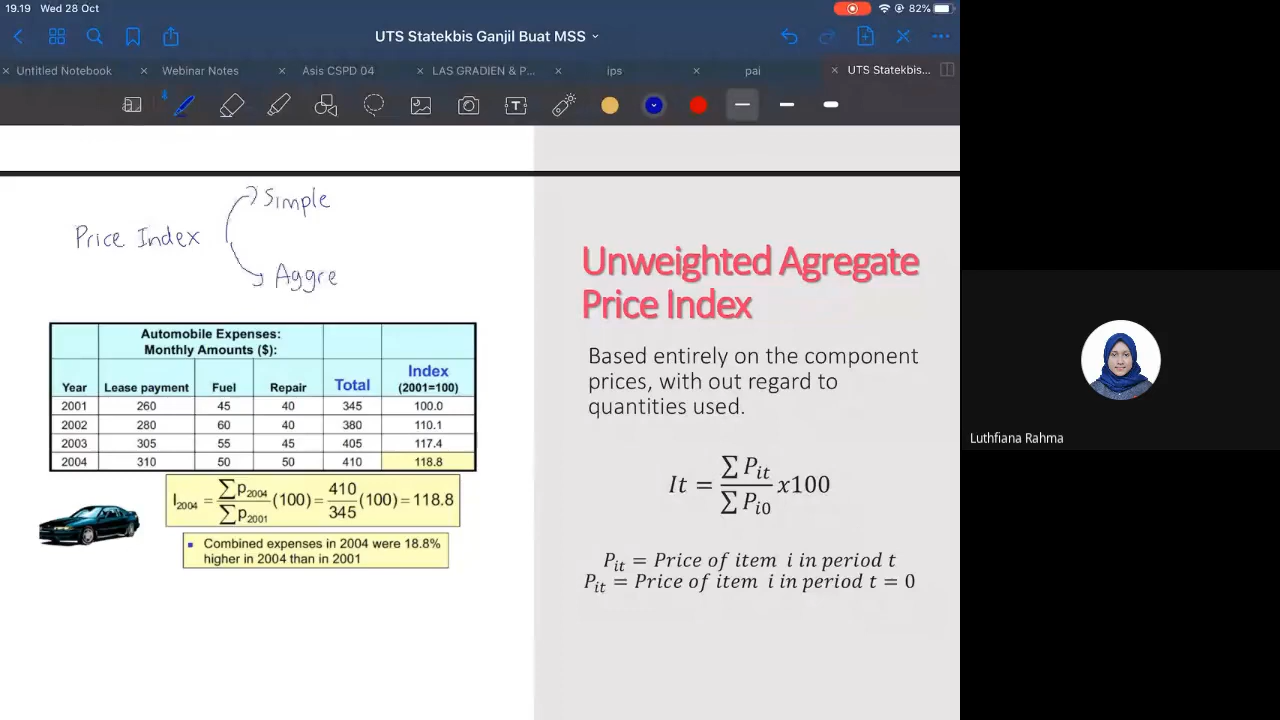 19.19 Wed 28 Oct
82%
UTS Statekbis Ganjil Buat MSS
Untitled Notebook
Webinar Notes
Asis CSPD 04
LAS GRADIEN & P...
ips
pai
UTS Statekbis...
T
Price Index
Simple
Aggre
Automobile Expenses:
Monthly Amounts ($):
Year Lease payment Fuel Repair Total Index (2001=100)
2001 260 45 40 345 100.0
2002 280 60 40 380 110.1
2003 305 55 45 405 117.4
2004 310 50 50 410 118.8
I₂₀₀₄ = ∑p₂₀₀₄ / ∑p₂₀₀₁ (100) = 410 / 345 (100) = 118.8
Combined expenses in 2004 were 18.8%
higher in 2004 than in 2001
Unweighted Agregate
Price Index
Based entirely on the component
prices, with out regard to
quantities used.
It = ∑ Pit / ∑ Pi0 x100
Pit = Price of item i in period t
Pit = Price of item i in period t = 0
Luthfiana Rahma